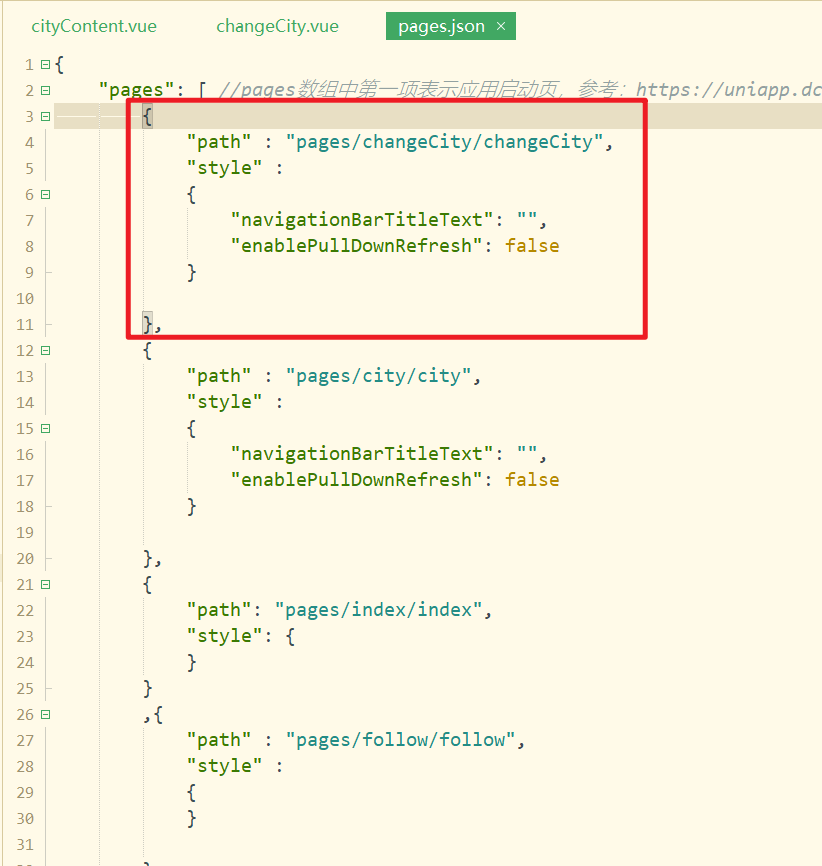 cityContent.vue changeCity.vue pages.json ×
1 {
2 "pages": [ //pages数组中第一项表示应用启动页，参考：https://uniapp.dc
3 {
4 "path" : "pages/changeCity/changeCity",
5 "style" :
6 {
7 "navigationBarTitleText": "",
8 "enablePullDownRefresh": false
9 }
10
11 },
12 {
13 "path" : "pages/city/city",
14 "style" :
15 {
16 "navigationBarTitleText": "",
17 "enablePullDownRefresh": false
18 }
19
20 },
21 {
22 "path": "pages/index/index",
23 "style": {
24 }
25 }
26 ,{
27 "path" : "pages/follow/follow",
28 "style" :
29 {
30 }
31